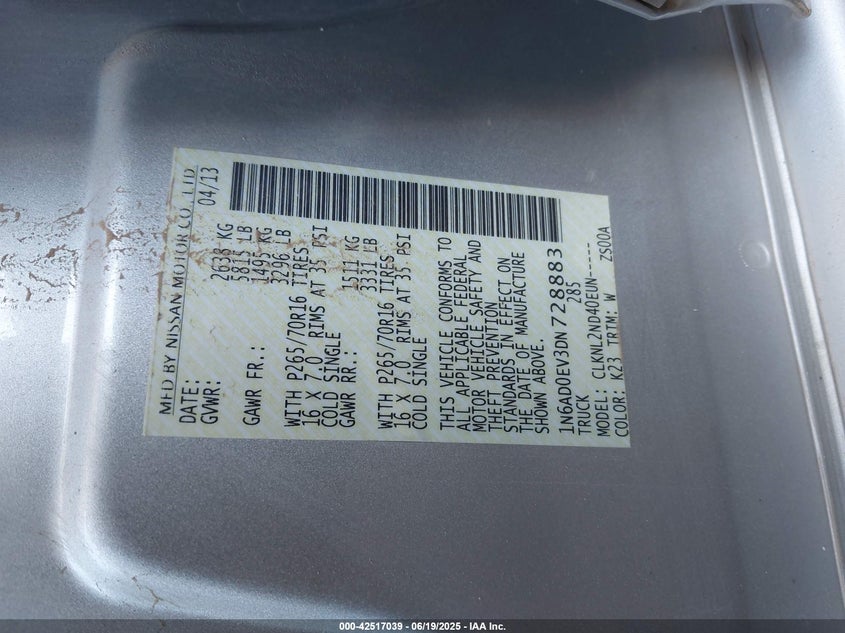 MFD BY NISSAN MOTOR CO. LTD
DATE: 04/13
GVWR: 2638 KG
5815 LB
GAWR FR.: 1495 KG
3296 LB
WITH P265/70R16 TIRES
16 X 7.0 RIMS AT 35 PSI
COLD SINGLE
GAWR RR.: 1511 KG
3331 LB
WITH P265/70R16 TIRES
16 X 7.0 RIMS AT 35 PSI
COLD SINGLE
THIS VEHICLE CONFORMS TO
ALL APPLICABLE FEDERAL
MOTOR VEHICLE SAFETY AND
THEFT PREVENTION
STANDARDS IN EFFECT ON
THE DATE OF MANUFACTURE
SHOWN ABOVE.
1N6AD0EV3DN728883
TRUCK 285
MODEL: CLKNL2ND40EUN-----
COLOR: K23 TRIM: W ZS00A
000-42517039 - 06/19/2025 - IAA Inc.